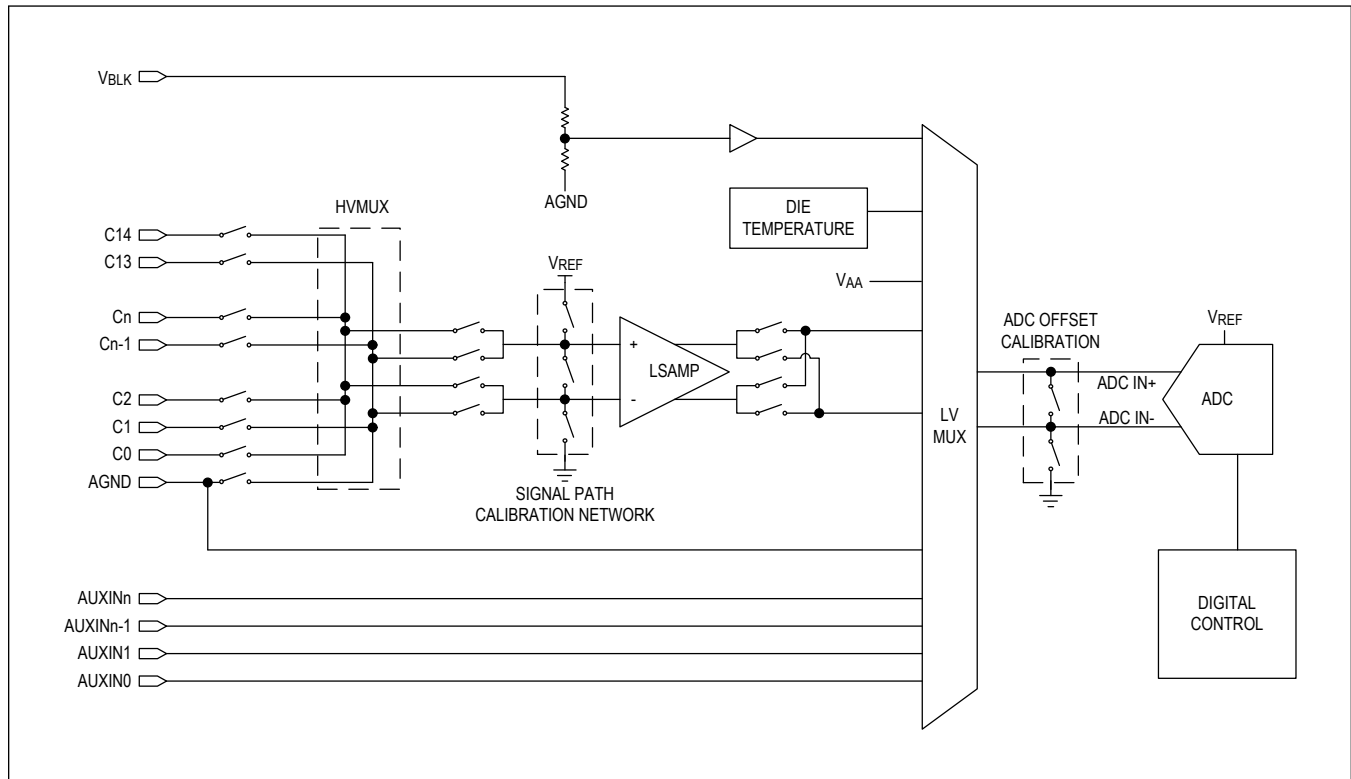 VBLK
AGND
HVMUX
DIE
TEMPERATURE
C14
C13
VREF
VAA
Cn
Cn-1
ADC OFFSET
CALIBRATION
VREF
+
LSAMP
-
ADC IN+
ADC
ADC IN-
C2
C1
C0
AGND
LV
MUX
SIGNAL PATH
CALIBRATION NETWORK
AUXINn
AUXINn-1
AUXIN1
AUXIN0
DIGITAL
CONTROL